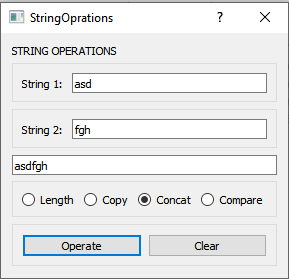 StringOprations
STRING OPERATIONS
String 1: asd
String 2: fgh
asdfgh
Length Copy Concat Compare
Operate Clear